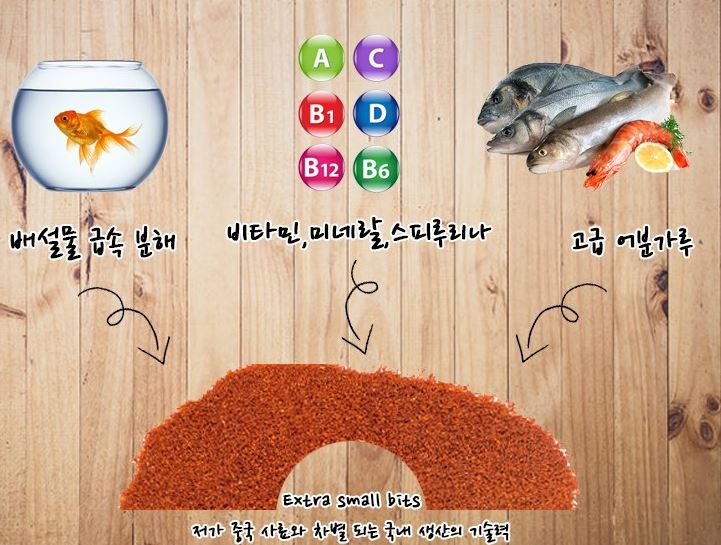 A C
B1 D
B12 B6
배설물 급속 분해
비타민,미네랄,스피루리나
고급 어분가루
Extra small bits
저가 중국 사료와 차별 되는 국내 생산의 기술력